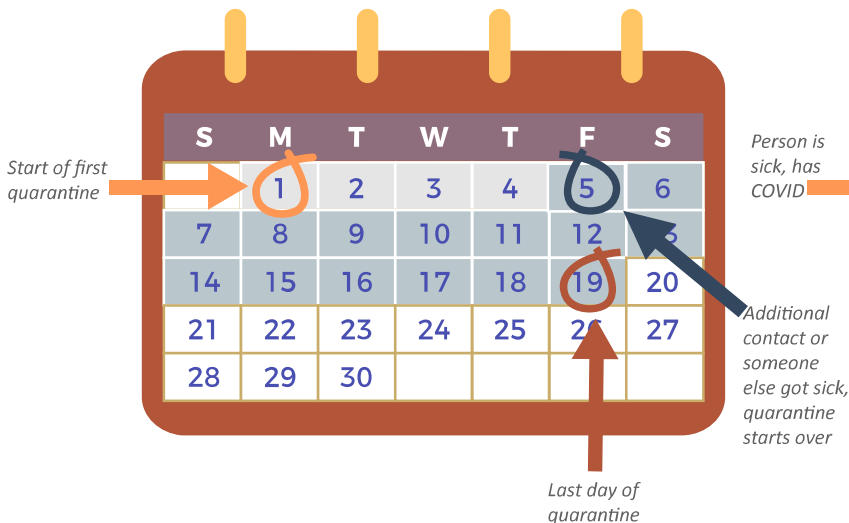 S M T W T F S
Start of first
quarantine
Person is
sick, has
COVID
1 2 3 4 5 6
7 8 9 10 11 12
14 15 16 17 18 19 20
21 22 23 24 25 26 27
28 29 30
Additional
contact or
someone
else got sick,
quarantine
starts over
Last day of
quarantine